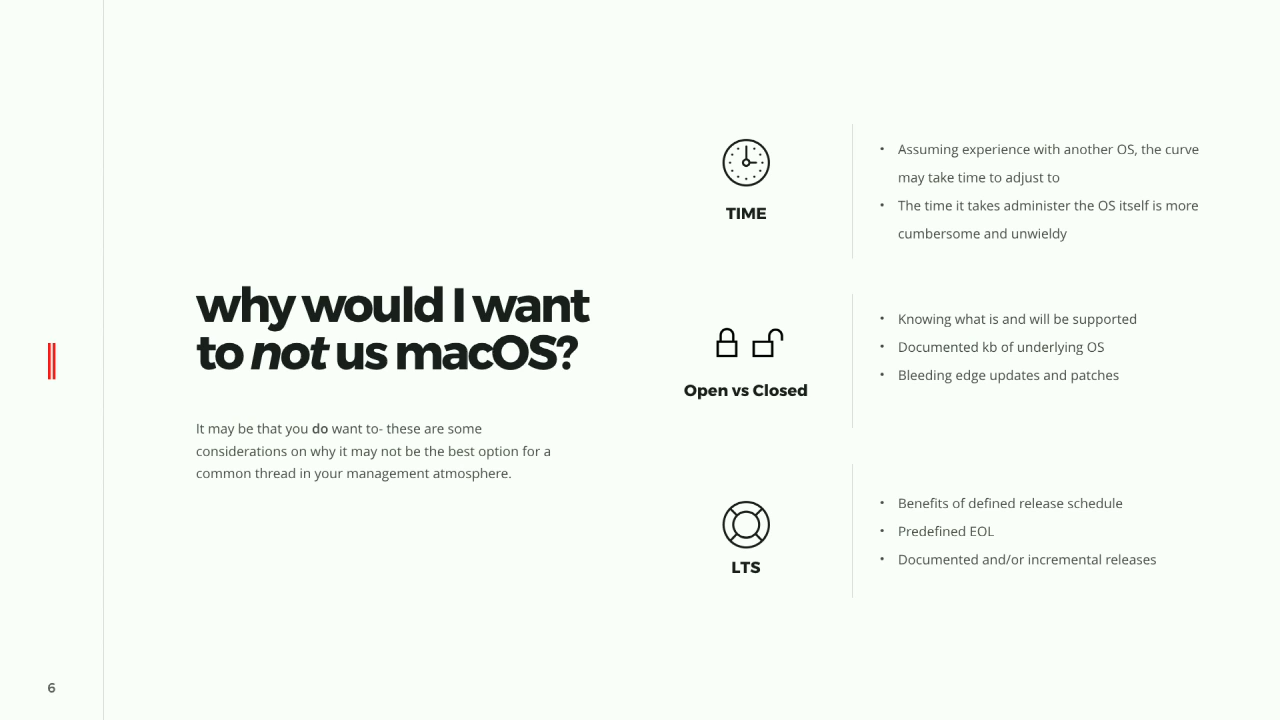 why would I want
to not us macOS?
It may be that you do want to- these are some
considerations on why it may not be the best option for a
common thread in your management atmosphere.
TIME
• Assuming experience with another OS, the curve
may take time to adjust to
• The time it takes administer the OS itself is more
cumbersome and unwieldy
Open vs Closed
• Knowing what is and will be supported
• Documented kb of underlying OS
• Bleeding edge updates and patches
LTS
• Benefits of defined release schedule
• Predefined EOL
• Documented and/or incremental releases
6